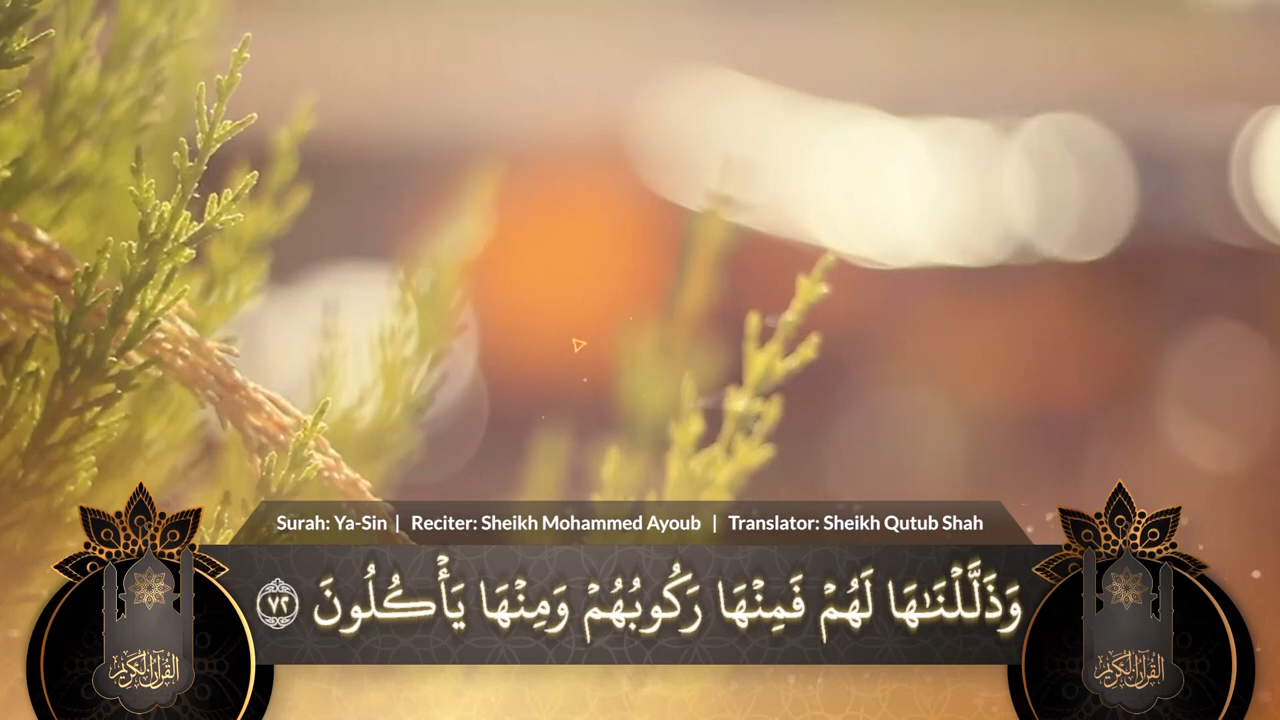 Surah: Ya-Sin | Reciter: Sheikh Mohammed Ayoub | Translator: Sheikh Qutub Shah
وَذَلَّلْنَـٰهَا لَهُمْ فَمِنْهَا رَكُوبُهُمْ وَمِنْهَا يَأْكُلُونَ ٧٢
القرآن الكريم
القرآن الكريم